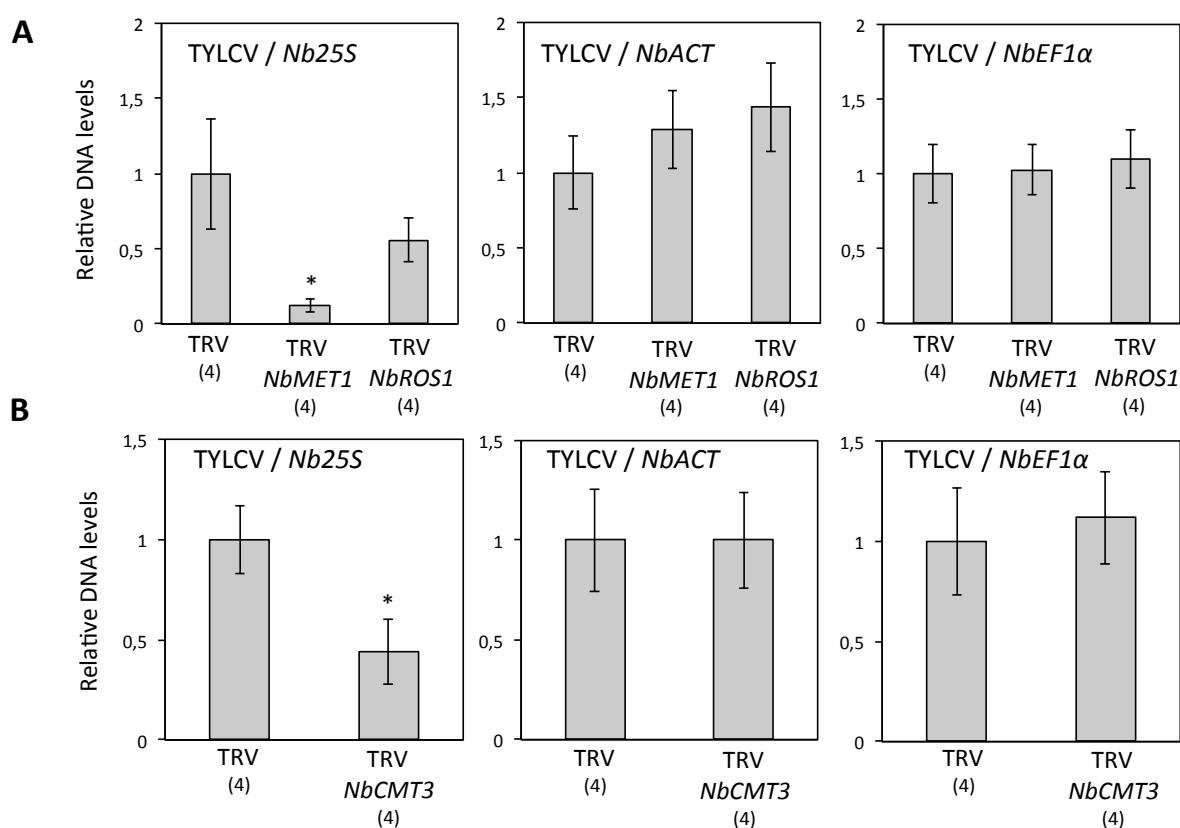 A
Relative DNA levels
TYLCV / Nb25S
2
1,5
1
0,5
0
*
TRV
(4)
TRV
NbMET1
(4)
TRV
NbROS1
(4)
TYLCV / NbACT
2
1,5
1
0,5
0
TRV
(4)
TRV
NbMET1
(4)
TRV
NbROS1
(4)
TYLCV / NbEF1α
2
1,5
1
0,5
0
TRV
(4)
TRV
NbMET1
(4)
TRV
NbROS1
(4)
B
Relative DNA levels
TYLCV / Nb25S
1,5
1
0,5
0
*
TRV
(4)
TRV
NbCMT3
(4)
TYLCV / NbACT
1,5
1
0,5
0
TRV
(4)
TRV
NbCMT3
(4)
TYLCV / NbEF1α
1,5
1
0,5
0
TRV
(4)
TRV
NbCMT3
(4)